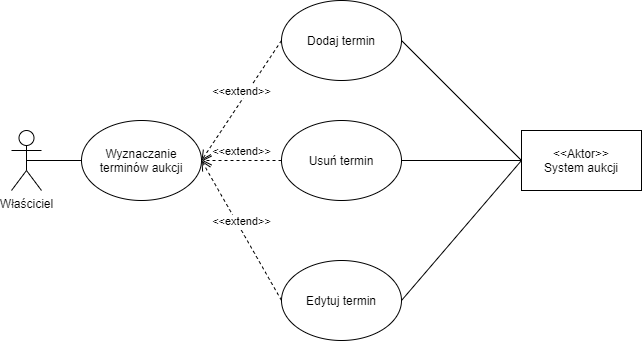 Dodaj termin
<<extend>>
Wyznaczanie
terminów aukcji
<<extend>>
Usuń termin
<<Aktor>>
System aukcji
Właściciel
<<extend>>
Edytuj termin